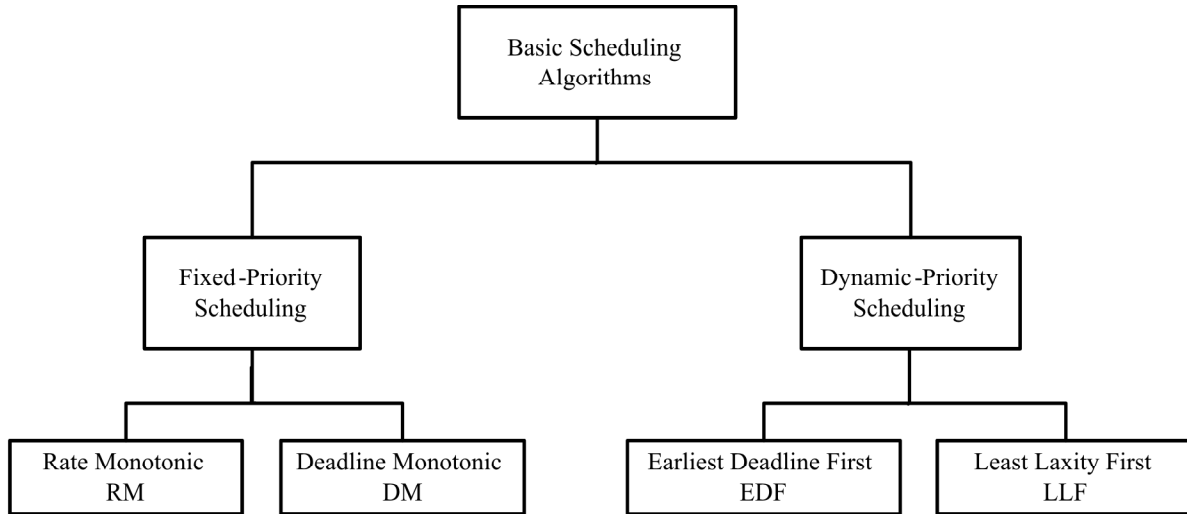 Basic Scheduling
Algorithms
Fixed-Priority
Scheduling
Dynamic-Priority
Scheduling
Rate Monotonic
RM
Deadline Monotonic
DM
Earliest Deadline First
EDF
Least Laxity First
LLF